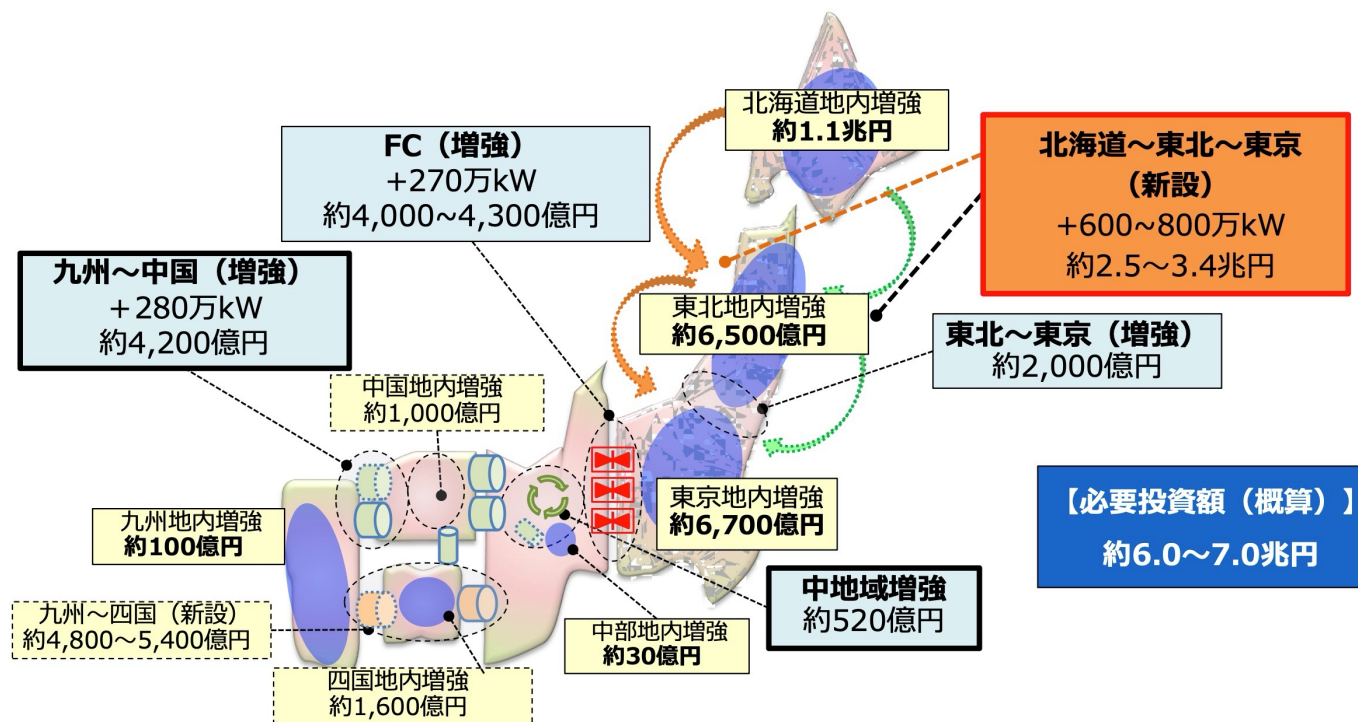 北海道地内増強
約1.1兆円
FC（増強）
+270万kW
約4,000~4,300億円
北海道～東北～東京
（新設）
+600~800万kW
約2.5～3.4兆円
九州～中国（増強）
+280万kW
約4,200億円
東北地内増強
約6,500億円
東北～東京（増強）
約2,000億円
中国地内増強
約1,000億円
九州地内増強
約100億円
東京地内増強
約6,700億円
【必要投資額（概算）】
約6.0～7.0兆円
中地域増強
約520億円
九州～四国（新設）
約4,800～5,400億円
中部地内増強
約30億円
四国地内増強
約1,600億円